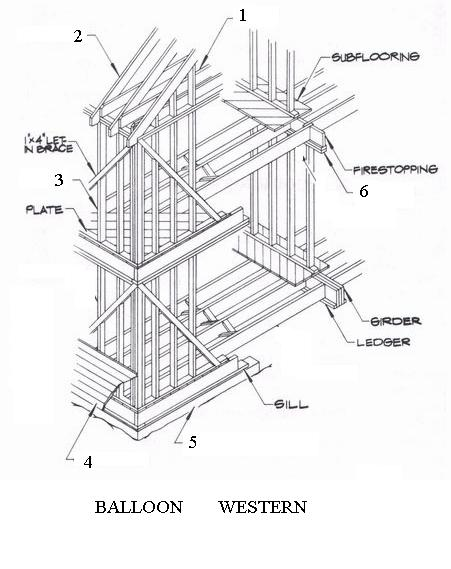 1
2
SUBFLOORING
1"x4" LET-
IN BRACE
FIRESTOPPING
3
6
PLATE
GIRDER
LEDGER
SILL
5
4
BALLOON WESTERN